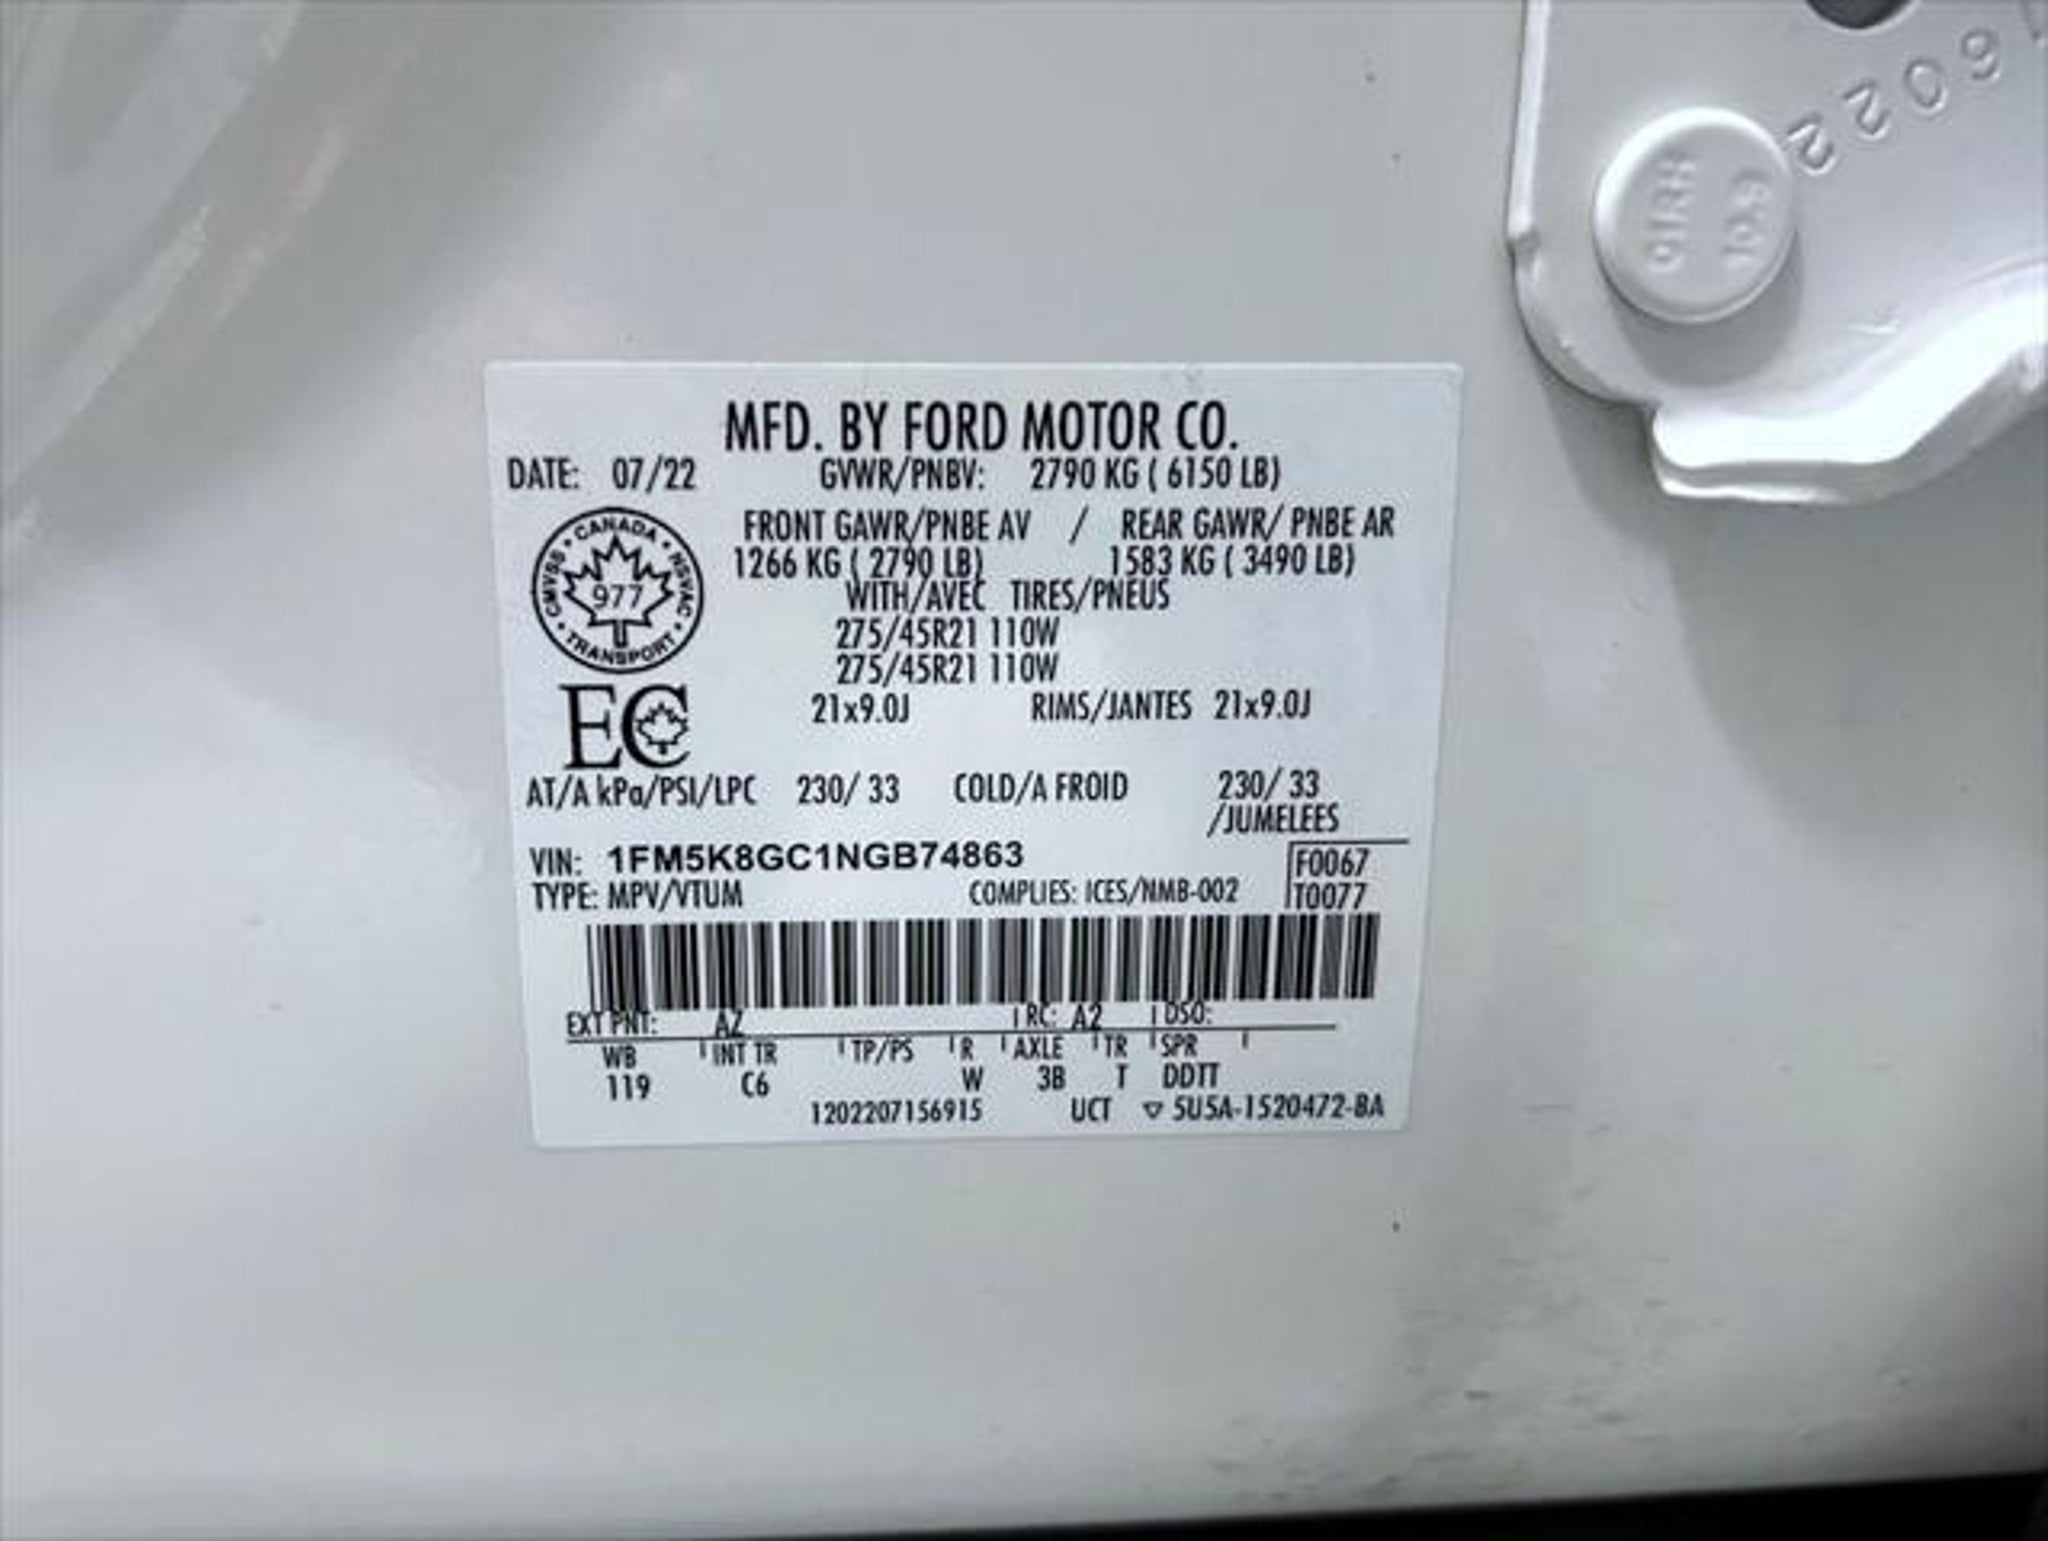 16022
MFD. BY FORD MOTOR CO.
DATE: 07/22 GVWR/PNBV: 2790 KG ( 6150 LB)
FRONT GAWR/PNBE AV / REAR GAWR/ PNBE AR
1266 KG ( 2790 LB) 1583 KG ( 3490 LB)
WITH/AVEC TIRES/PNEUS
275/45R21 110W
275/45R21 110W
CANADA • NSVAC • TRANSPORT • CMVSS •
977
EC
21x9.0J RIMS/JANTES 21x9.0J
AT/A kPa/PSI/LPC 230/ 33 COLD/A FROID 230/ 33
/JUMELEES
VIN: 1FM5K8GC1NGB74863 F0067
TYPE: MPV/VTUM COMPLIES: ICES/NMB-002 T0077
EXT PNT: AZ RC: A2 DSO:
WB INT TR TP/PS R AXLE TR SPR
119 C6 W 3B T DDTT
1202207156915 UCT ▽ 5U5A-1520472-BA